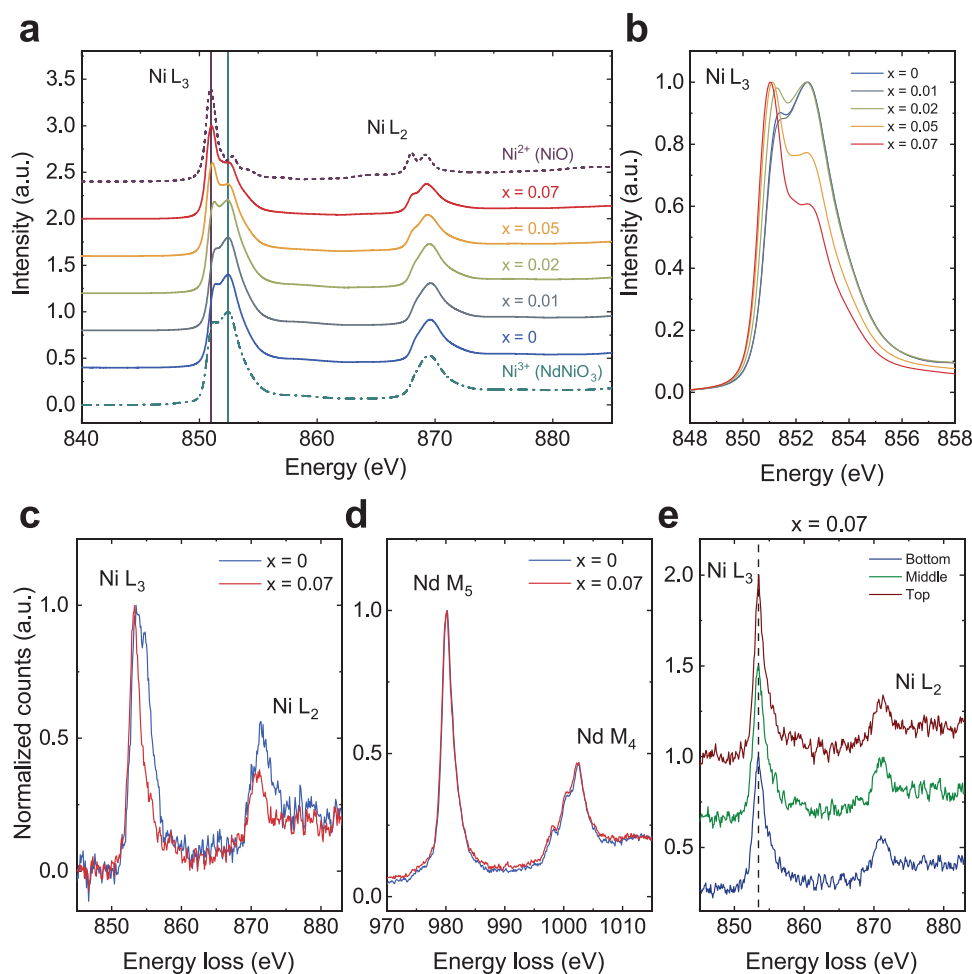 a
Ni L3
Ni L2
Ni2+ (NiO)
x = 0.07
x = 0.05
x = 0.02
x = 0.01
x = 0
Ni3+ (NdNiO3)
3.5
3.0
2.5
2.0
1.5
1.0
0.5
0.0
Intensity (a.u.)
840 850 860 870 880
Energy (eV)
b
Ni L3
x = 0
x = 0.01
x = 0.02
x = 0.05
x = 0.07
1.0
0.8
0.6
0.4
0.2
0.0
Intensity (a.u.)
848 850 852 854 856 858
Energy (eV)
c
x = 0
x = 0.07
Ni L3
Ni L2
1.0
0.5
0.0
Normalized counts (a.u.)
850 860 870 880
Energy loss (eV)
d
x = 0
x = 0.07
Nd M5
Nd M4
1.0
0.5
0.0
970 980 990 1000 1010
Energy loss (eV)
e
x = 0.07
Ni L3
Bottom
Middle
Top
Ni L2
2.0
1.5
1.0
0.5
850 860 870 880
Energy loss (eV)